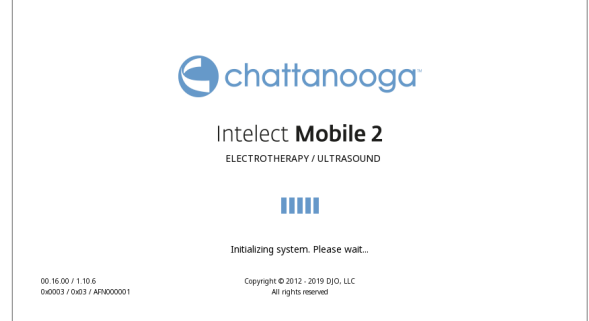 chattanooga™
Intelect Mobile 2
ELECTROTHERAPY / ULTRASOUND
Initializing system. Please wait...
00.16.00 / 1.10.6
0x0003 / 0x03 / AFN000001
Copyright © 2012 - 2019 DJO, LLC
All rights reserved